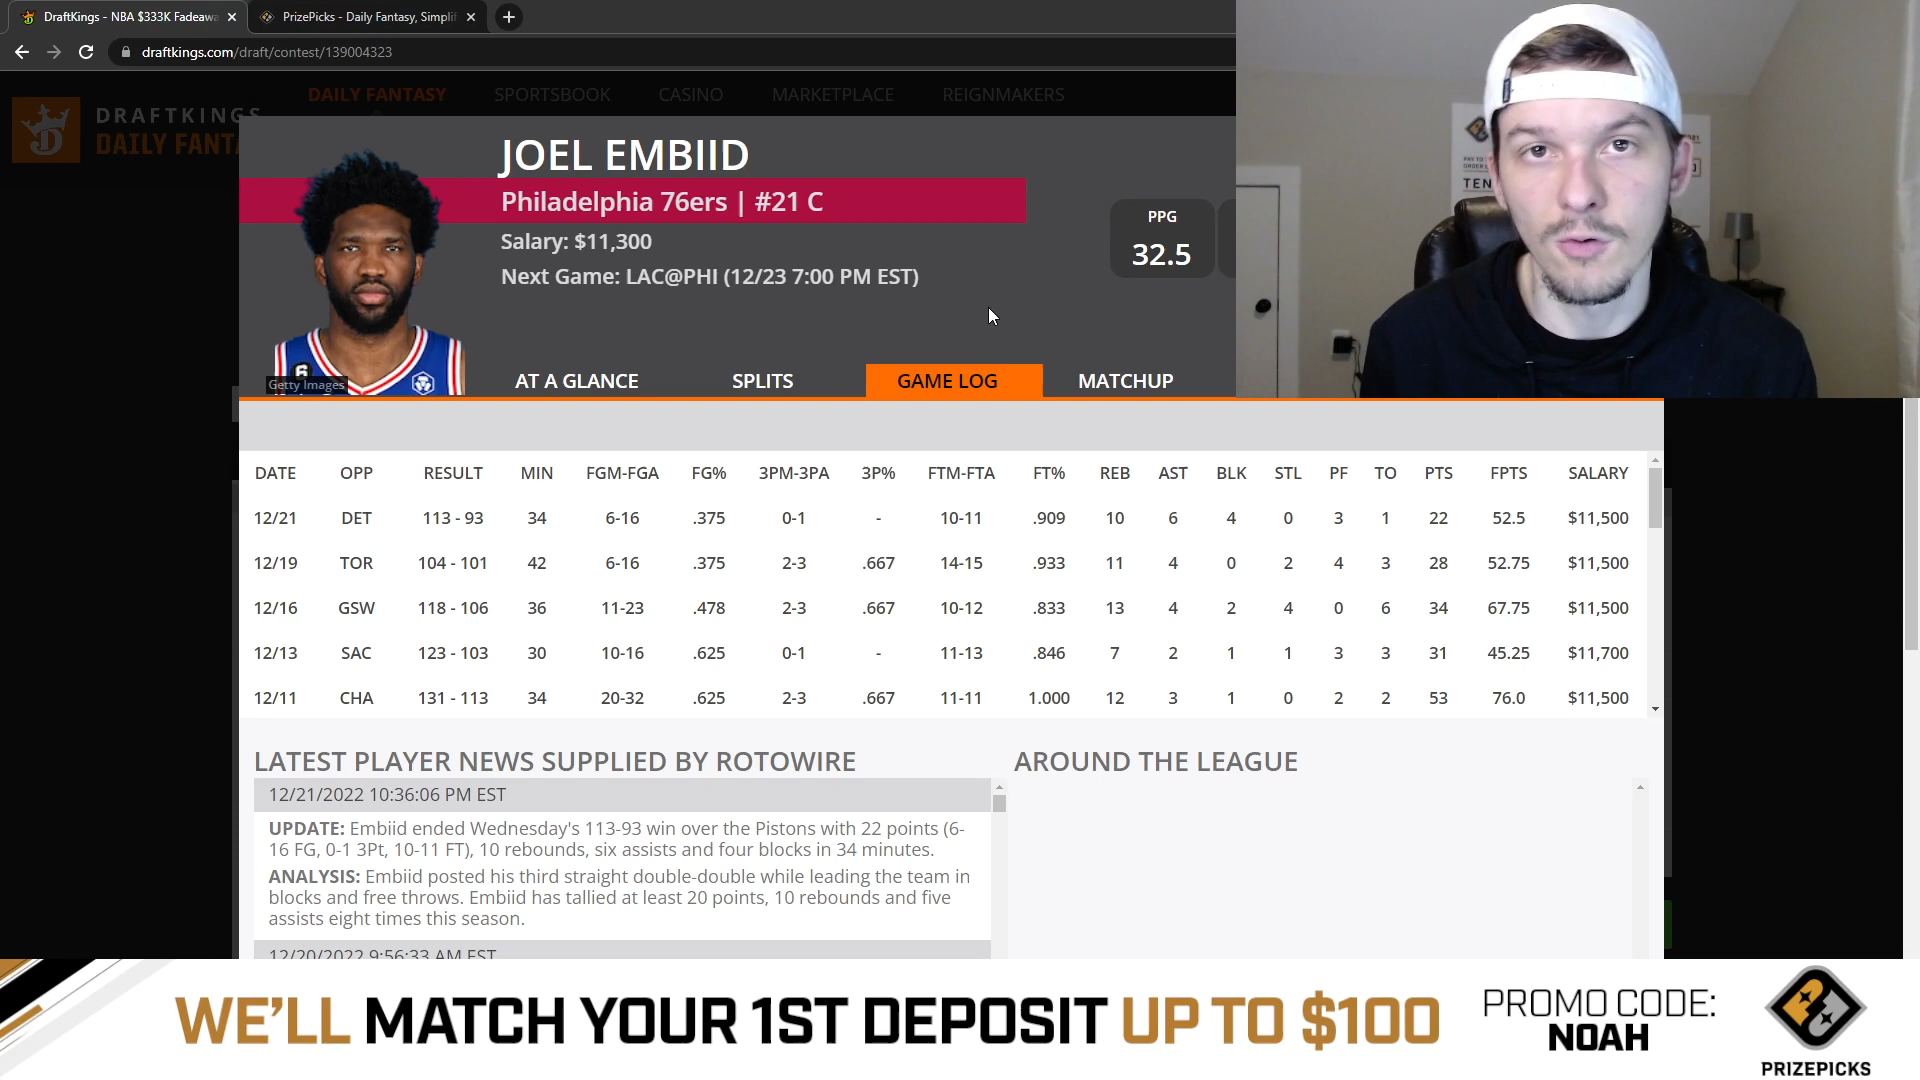 DraftKings - NBA $333K Fadeawa
PrizePicks - Daily Fantasy, Simplif
draftkings.com/draft/contest/139004323
DRAFTKINGS
DAILY FANT
DAILY FANTASY SPORTSBOOK CASINO MARKETPLACE REIGNMAKERS
JOEL EMBIID
Philadelphia 76ers | #21 C
Salary: $11,300
Next Game: LAC@PHI (12/23 7:00 PM EST)
PPG
32.5
6
Getty Images
AT A GLANCE SPLITS GAME LOG MATCHUP
DATE OPP RESULT MIN FGM-FGA FG% 3PM-3PA 3P% FTM-FTA FT% REB AST BLK STL PF TO PTS FPTS SALARY
12/21 DET 113 - 93 34 6-16 .375 0-1 - 10-11 .909 10 6 4 0 3 1 22 52.5 $11,500
12/19 TOR 104 - 101 42 6-16 .375 2-3 .667 14-15 .933 11 4 0 2 4 3 28 52.75 $11,500
12/16 GSW 118 - 106 36 11-23 .478 2-3 .667 10-12 .833 13 4 2 4 0 6 34 67.75 $11,500
12/13 SAC 123 - 103 30 10-16 .625 0-1 - 11-13 .846 7 2 1 1 3 3 31 45.25 $11,700
12/11 CHA 131 - 113 34 20-32 .625 2-3 .667 11-11 1.000 12 3 1 0 2 2 53 76.0 $11,500
LATEST PLAYER NEWS SUPPLIED BY ROTOWIRE
12/21/2022 10:36:06 PM EST
UPDATE: Embiid ended Wednesday's 113-93 win over the Pistons with 22 points (6-
16 FG, 0-1 3Pt, 10-11 FT), 10 rebounds, six assists and four blocks in 34 minutes.
ANALYSIS: Embiid posted his third straight double-double while leading the team in
blocks and free throws. Embiid has tallied at least 20 points, 10 rebounds and five
assists eight times this season.
12/20/2022 9:56:33 AM EST
AROUND THE LEAGUE
WE'LL MATCH YOUR 1ST DEPOSIT UP TO $100
PROMO CODE:
NOAH
PRIZEPICKS